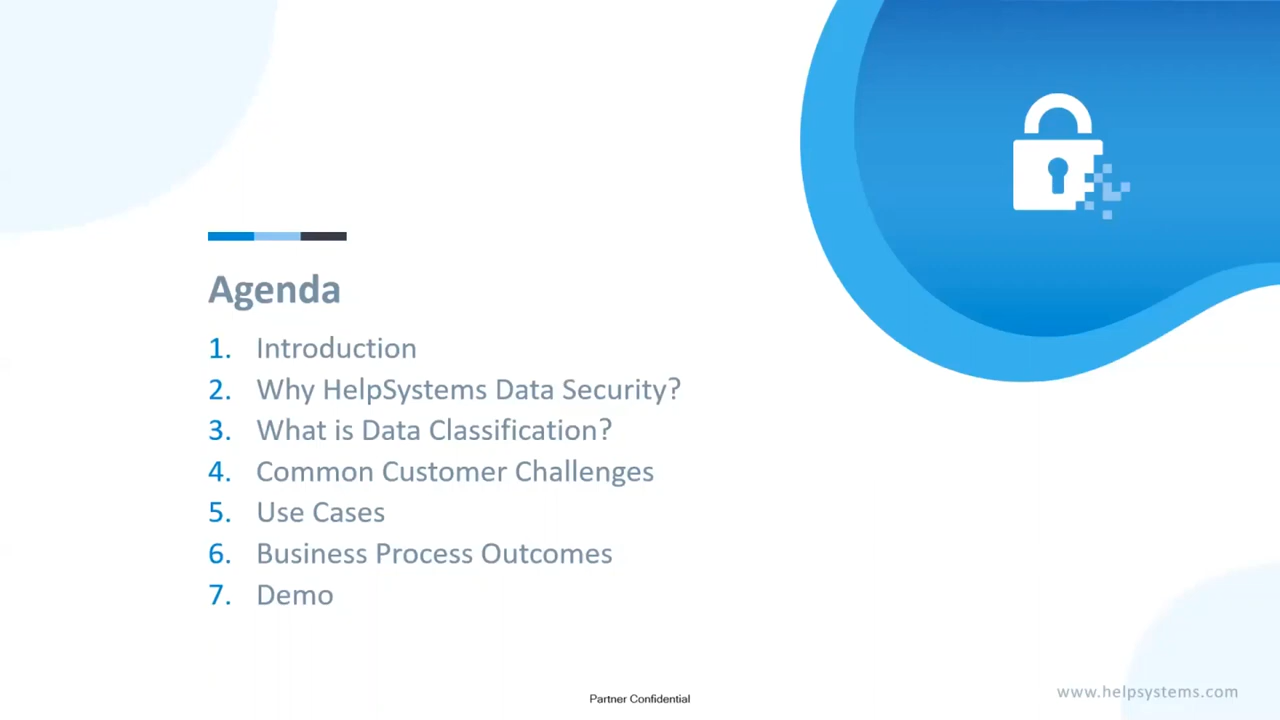 Agenda
1. Introduction
2. Why HelpSystems Data Security?
3. What is Data Classification?
4. Common Customer Challenges
5. Use Cases
6. Business Process Outcomes
7. Demo
Partner Confidential
www.helpsystems.com